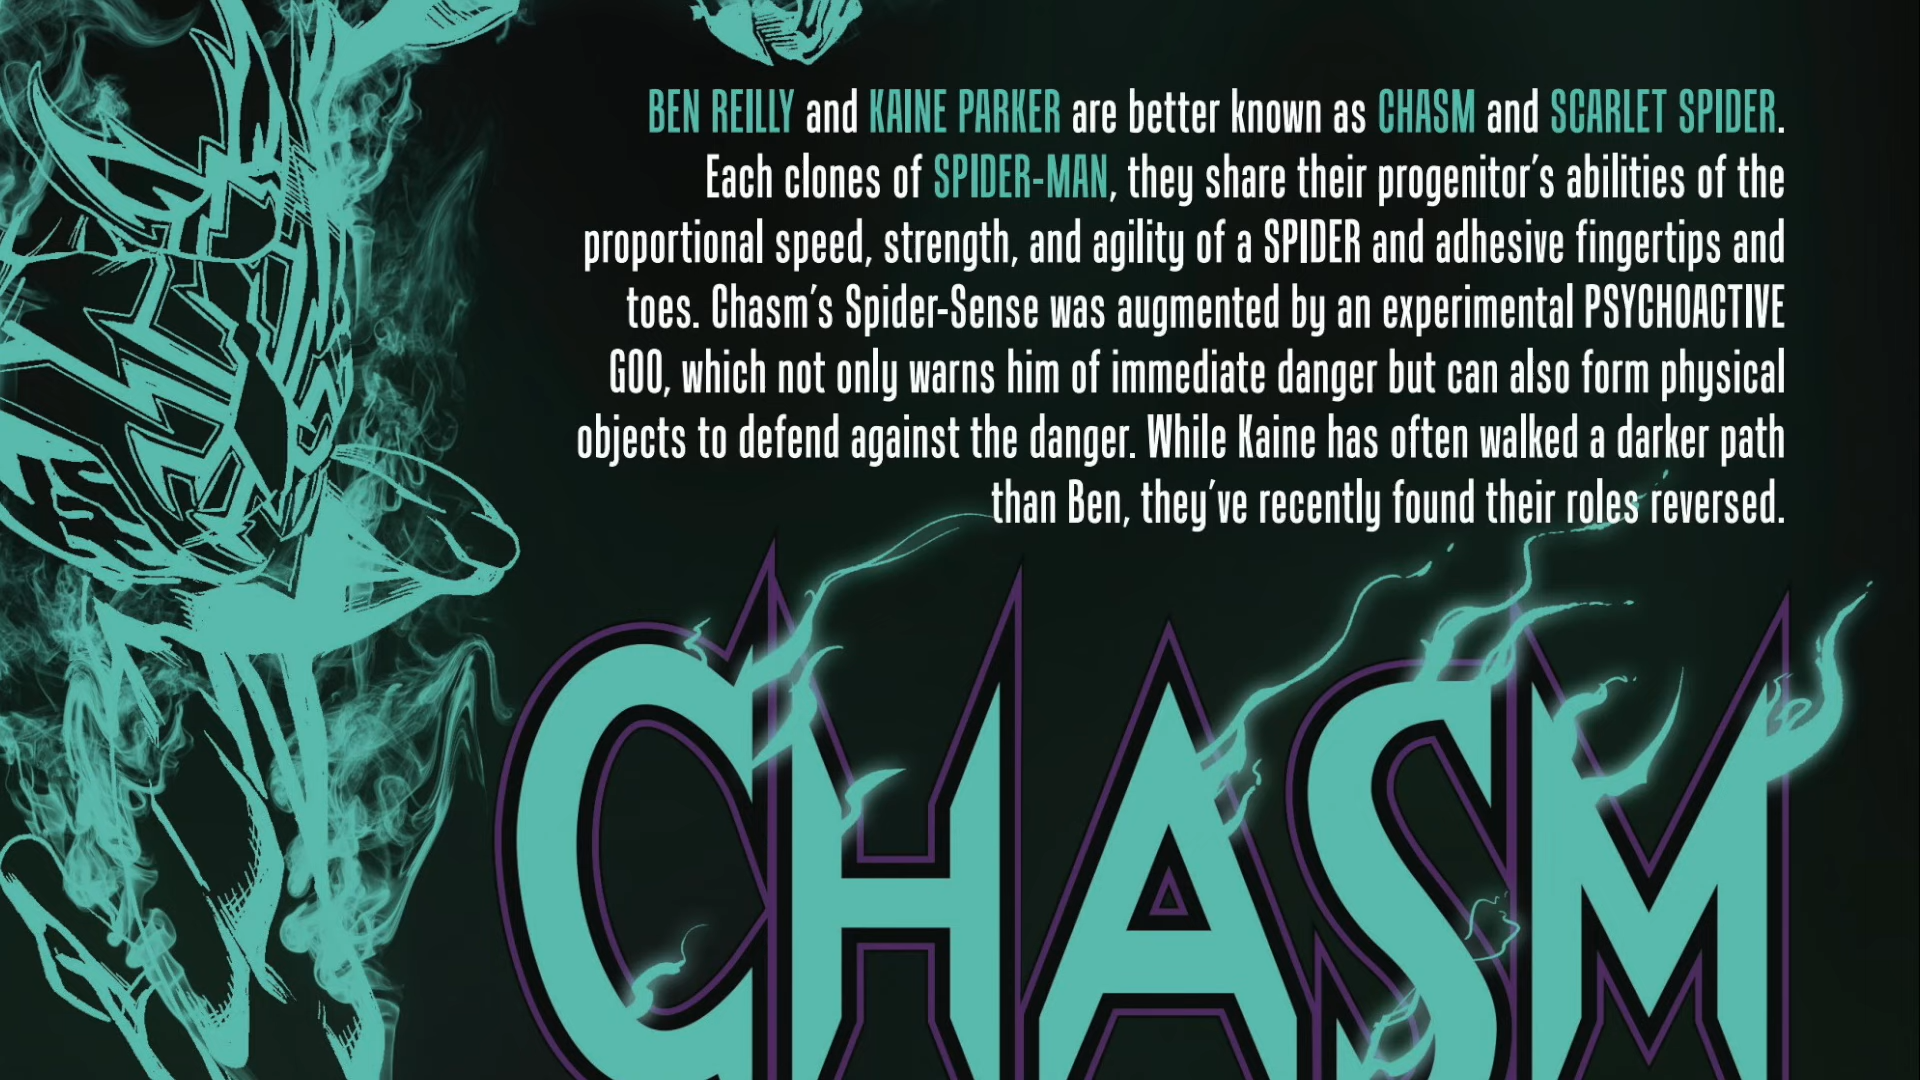 BEN REILLY and KAINE PARKER are better known as CHASM and SCARLET SPIDER.
Each clones of SPIDER-MAN, they share their progenitor's abilities of the
proportional speed, strength, and agility of a SPIDER and adhesive fingertips and
toes. Chasm's Spider-Sense was augmented by an experimental PSYCHOACTIVE
GOO, which not only warns him of immediate danger but can also form physical
objects to defend against the danger. While Kaine has often walked a darker path
than Ben, they've recently found their roles reversed.
CHASM